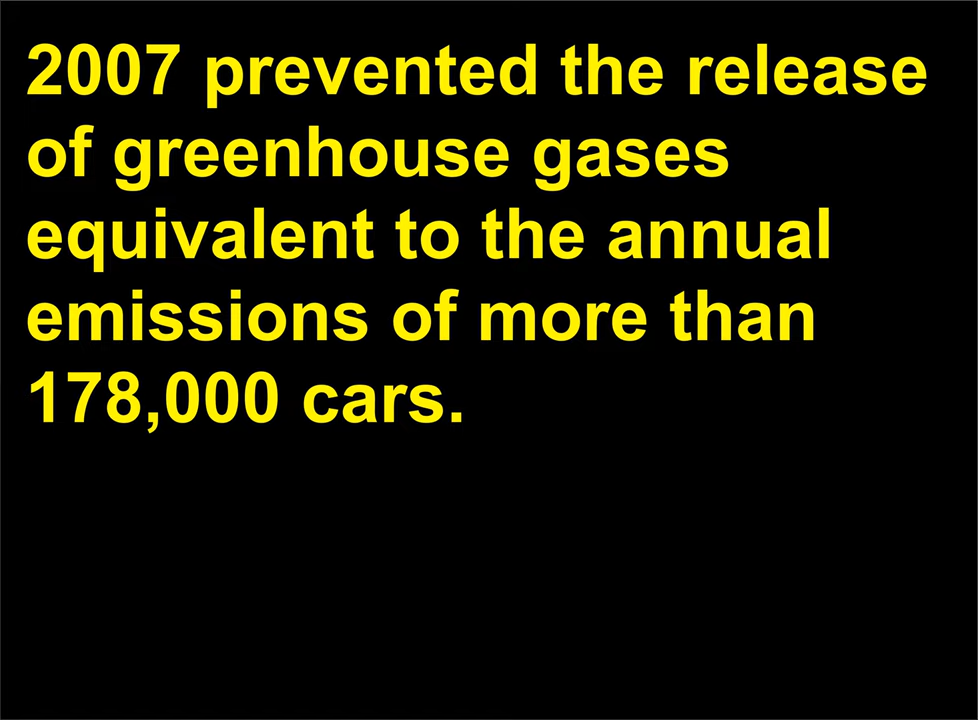 2007 prevented the release
of greenhouse gases
equivalent to the annual
emissions of more than
178,000 cars.